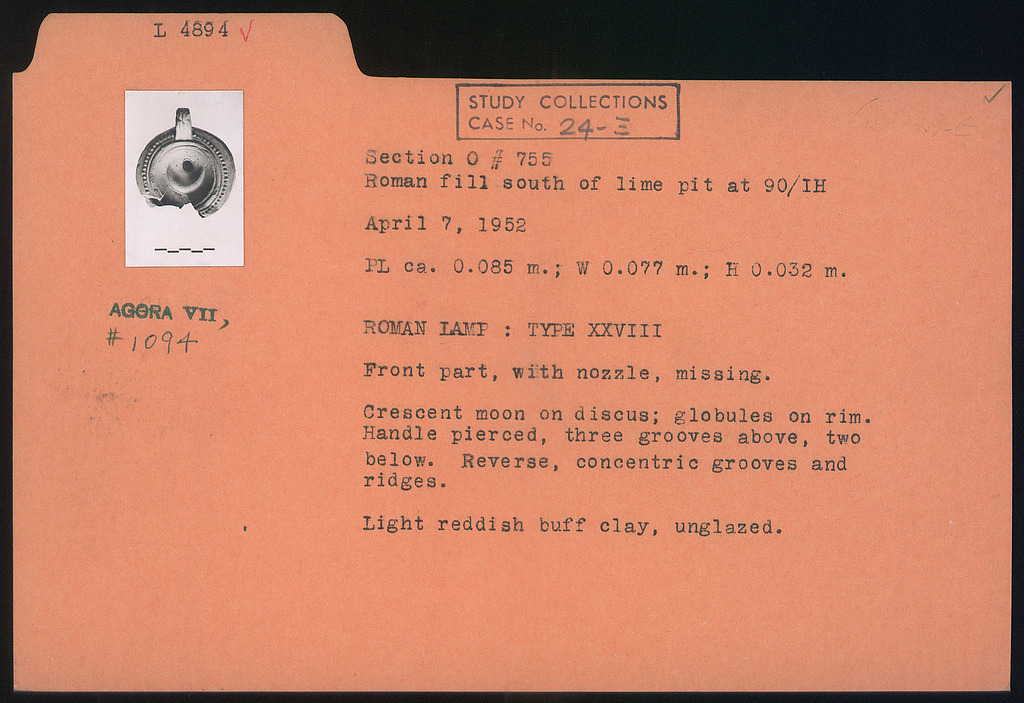 L 4894 ✓
STUDY COLLECTIONS
CASE No. 24-Ξ
Section O # 755
Roman fill south of lime pit at 90/IH
April 7, 1952
PL ca. 0.085 m.; W 0.077 m.; H 0.032 m.
AGORA VII,
#1094
ROMAN LAMP : TYPE XXVIII
Front part, with nozzle, missing.
Crescent moon on discus; globules on rim.
Handle pierced, three grooves above, two
below. Reverse, concentric grooves and
ridges.
Light reddish buff clay, unglazed.